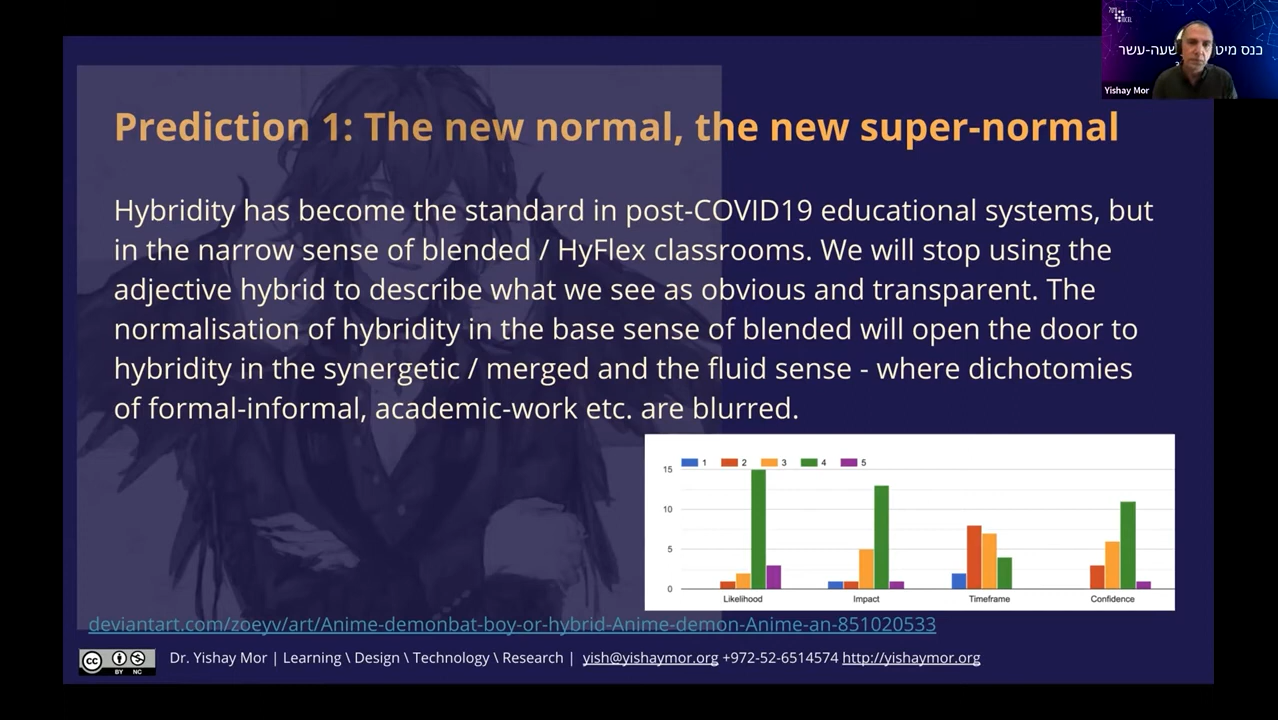 כנס מיט שעה-עשר
Yishay Mor
Prediction 1: The new normal, the new super-normal
Hybridity has become the standard in post-COVID19 educational systems, but
in the narrow sense of blended / HyFlex classrooms. We will stop using the
adjective hybrid to describe what we see as obvious and transparent. The
normalisation of hybridity in the base sense of blended will open the door to
hybridity in the synergetic / merged and the fluid sense - where dichotomies
of formal-informal, academic-work etc. are blurred.
1 2 3 4 5
15
10
5
0
Likelihood Impact Timeframe Confidence
deviantart.com/zoeyv/art/Anime-demonbat-boy-or-hybrid-Anime-demon-Anime-an-851020533
cc BY NC Dr. Yishay Mor | Learning \ Design \ Technology \ Research | yish@yishaymor.org +972-52-6514574 http://yishaymor.org